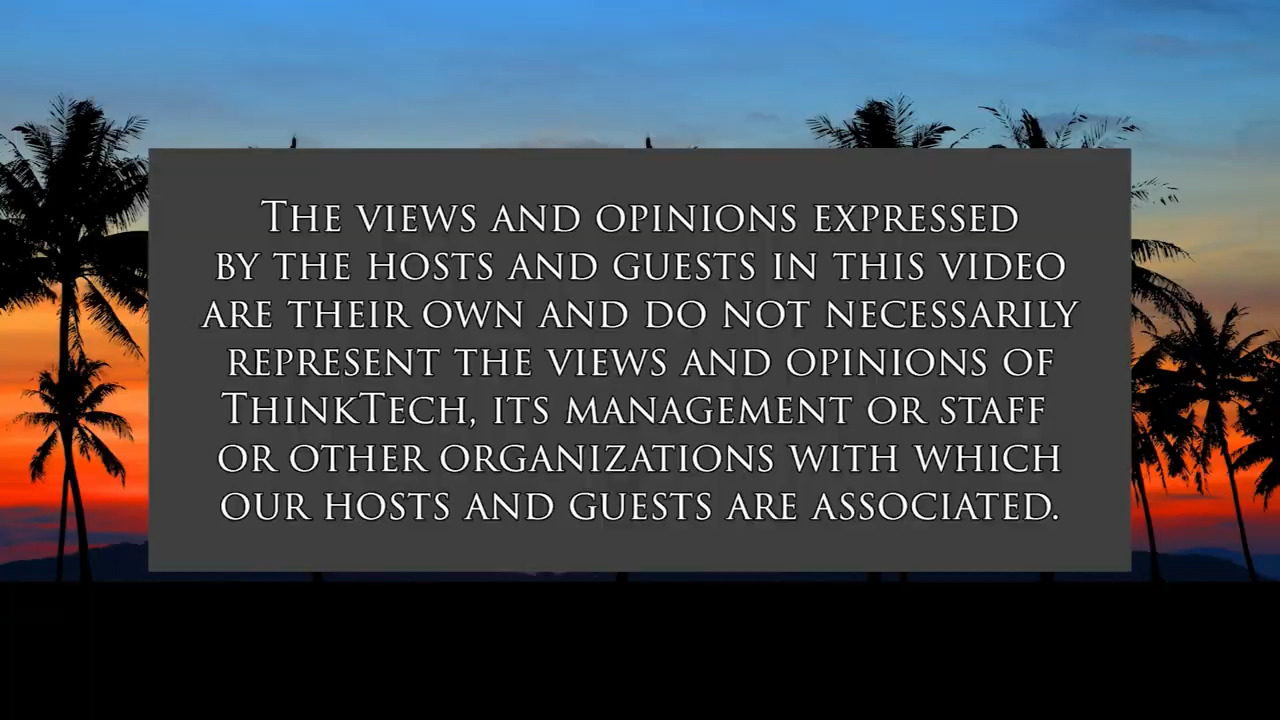 The views and opinions expressed
by the hosts and guests in this video
are their own and do not necessarily
represent the views and opinions of
ThinkTech, its management or staff
or other organizations with which
our hosts and guests are associated.